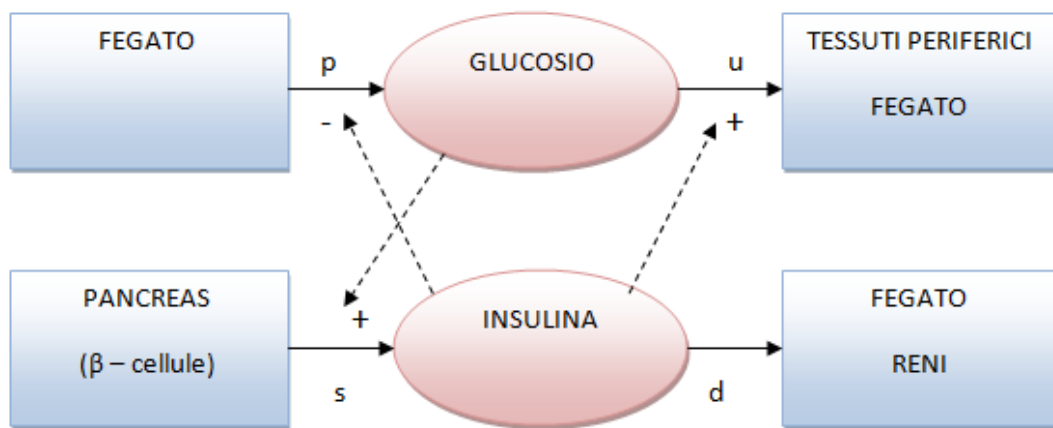 FEGATO
p
-
GLUCOSIO
u
+
TESSUTI PERIFERICI
FEGATO
PANCREAS
(β – cellule)
+
s
INSULINA
d
FEGATO
RENI